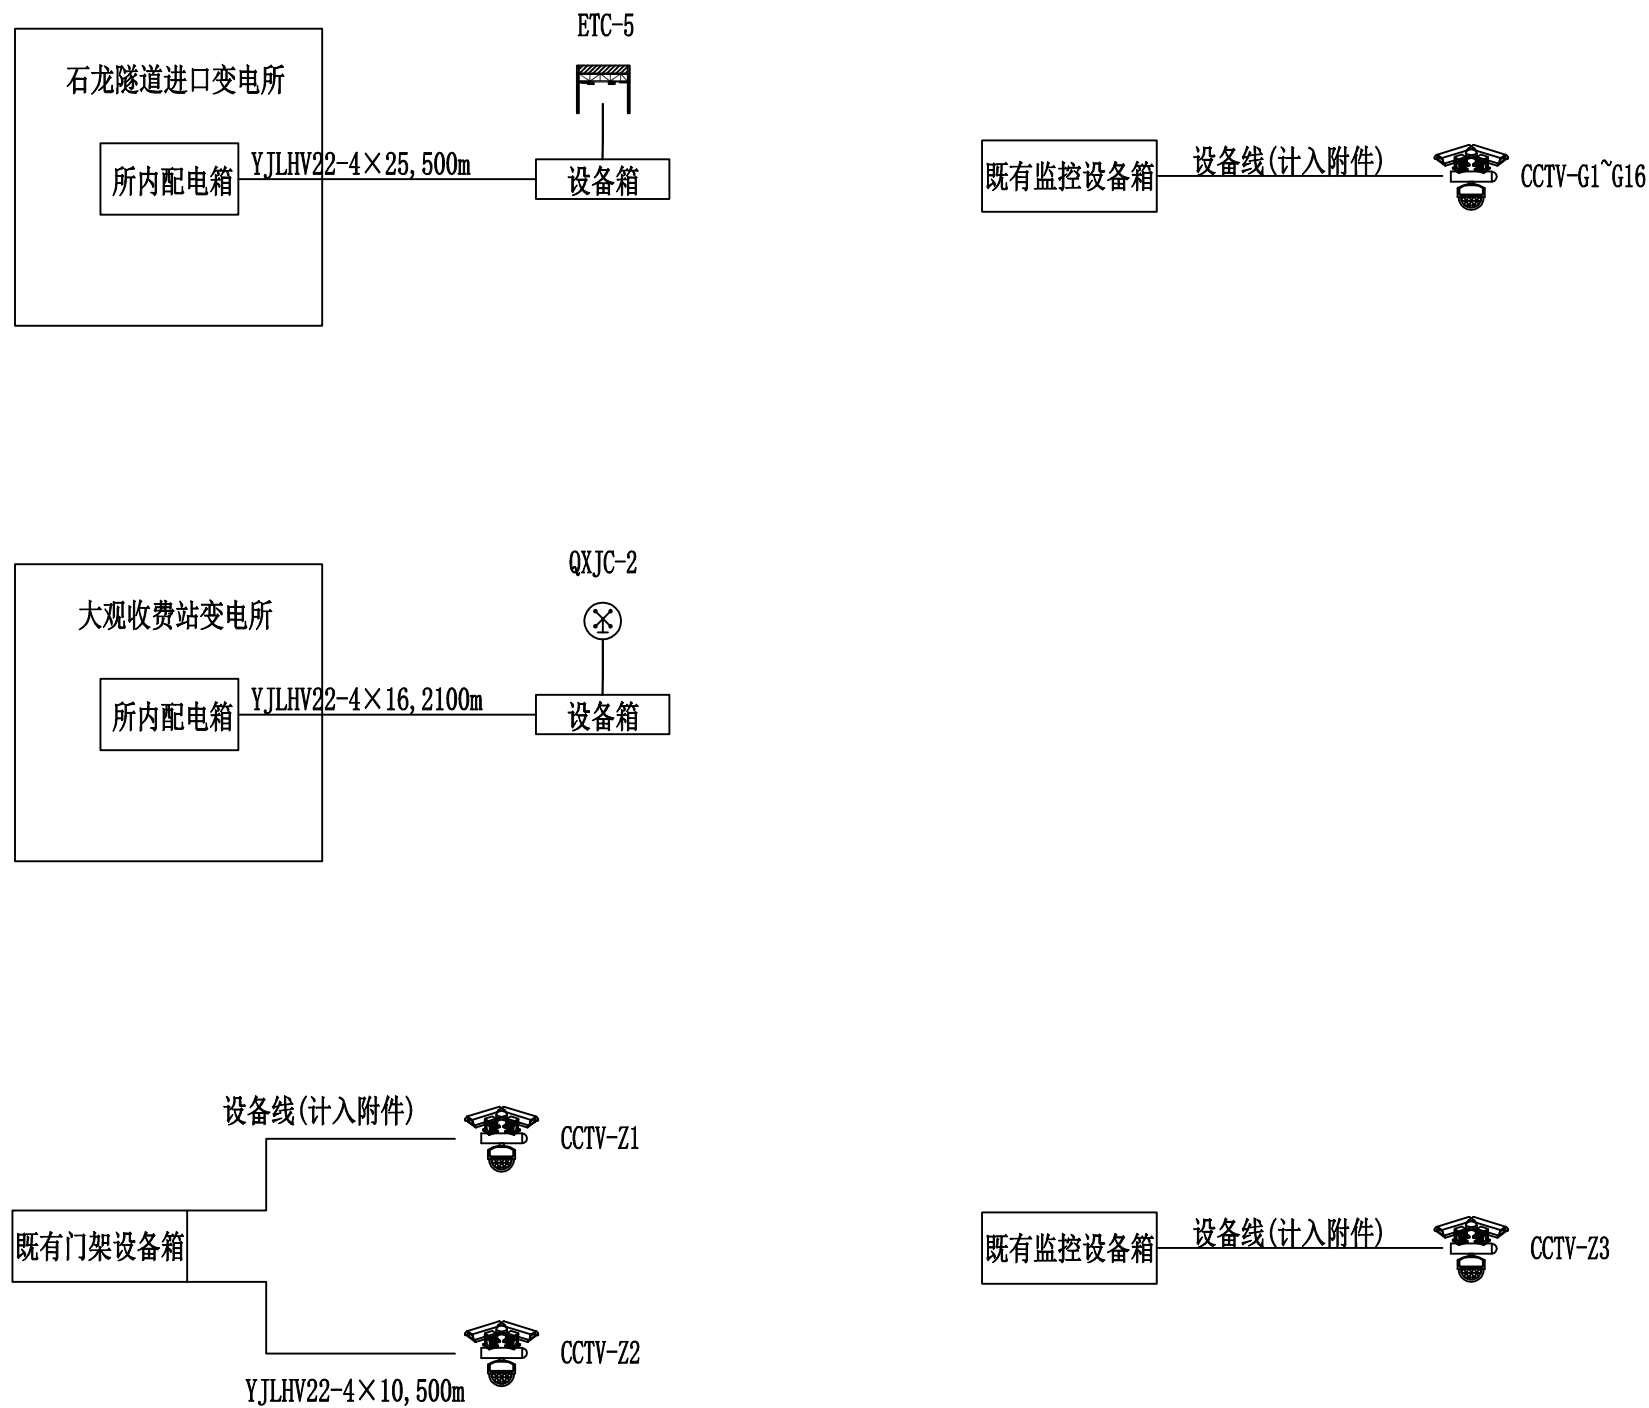 ETC-5
石龙隧道进口变电所
所内配电箱
YJLHV22-4×25,500m
设备箱
既有监控设备箱
设备线(计入附件)
CCTV-G1~G16
QXJC-2
大观收费站变电所
所内配电箱
YJLHV22-4×16,2100m
设备箱
设备线(计入附件)
CCTV-Z1
既有门架设备箱
CCTV-Z2
YJLHV22-4×10,500m
既有监控设备箱
设备线(计入附件)
CCTV-Z3